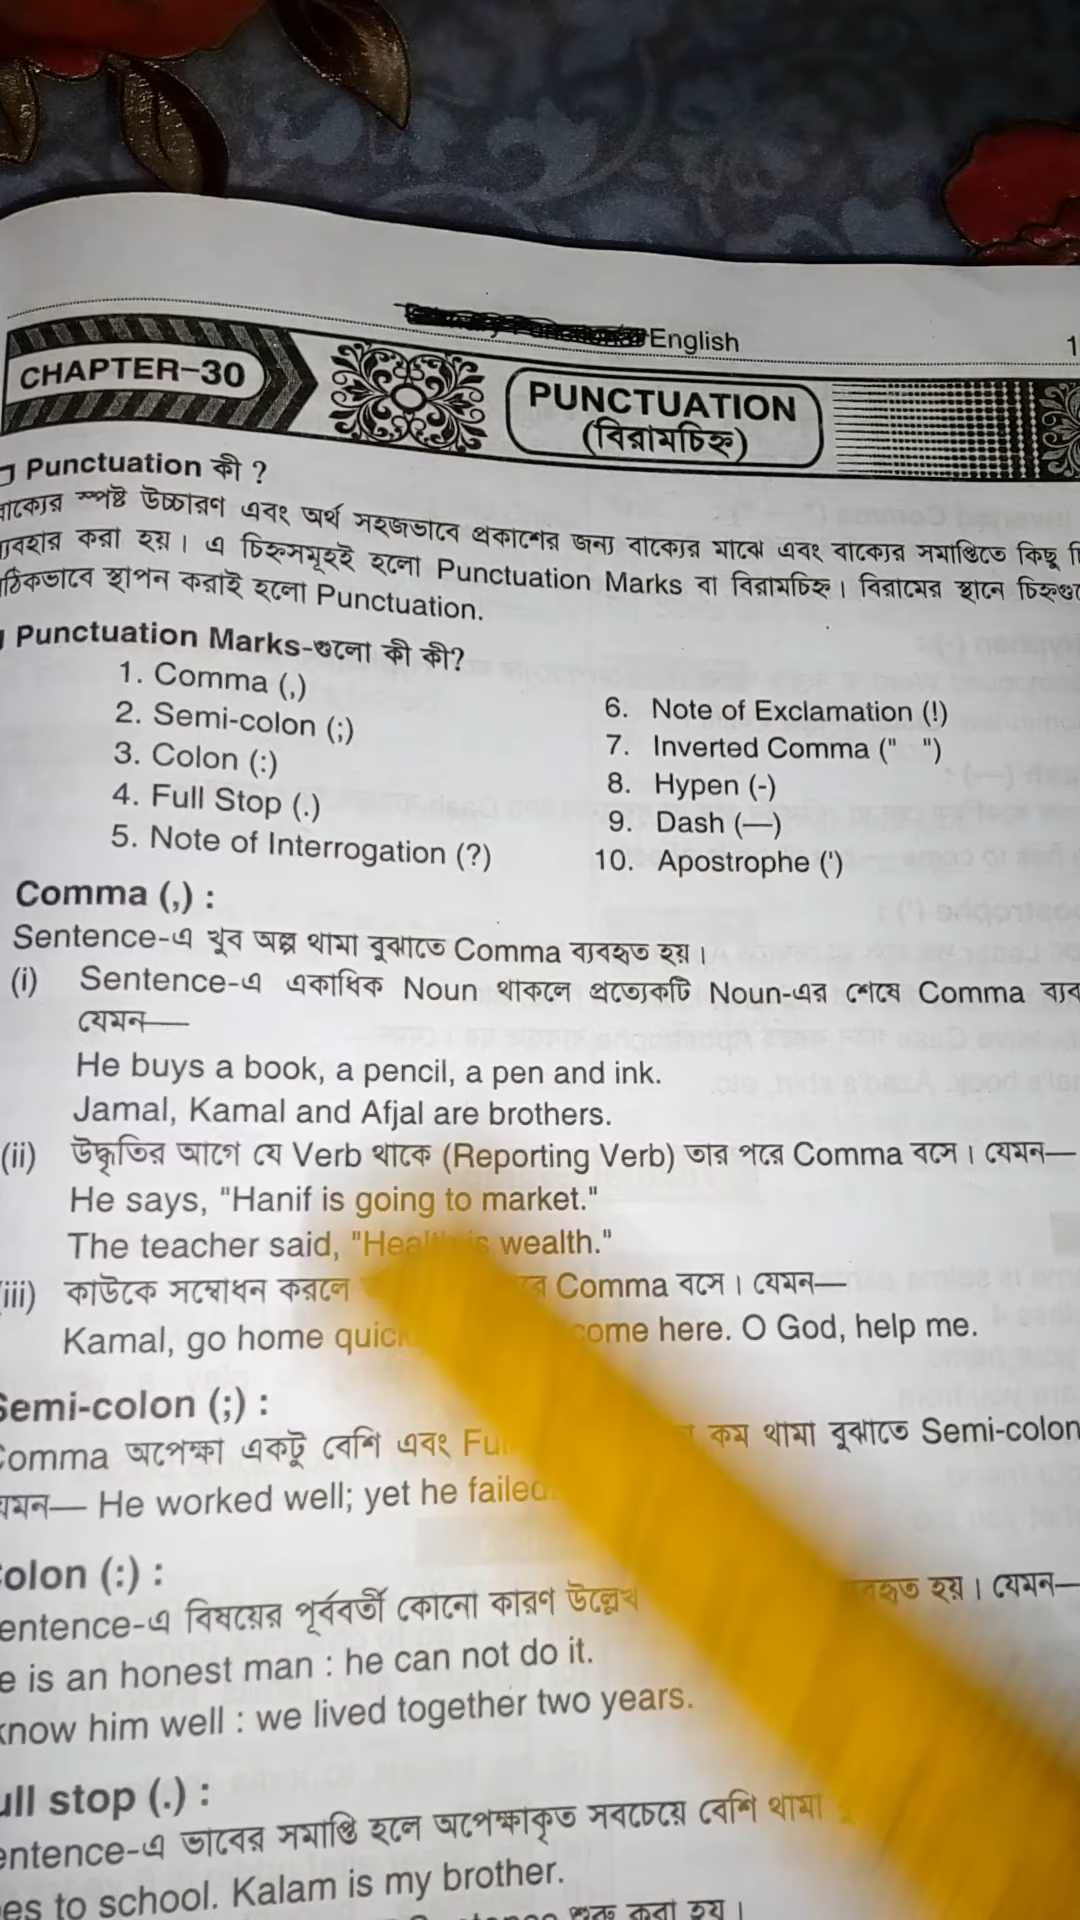 English
1
CHAPTER-30
PUNCTUATION
(বিরামচিহ্ন)
Punctuation কী ?
বাক্যের স্পষ্ট উচ্চারণ এবং অর্থ সহজভাবে প্রকাশের জন্য বাক্যের মাঝে এবং বাক্যের সমাপ্তিতে কিছু
করা হয়। এ চিহ্নসমূহই হলো Punctuation Marks বা বিরামচিহ্ন। বিরামের স্থানে
স্থাপন করাই হলো Punctuation.
Punctuation Marks-গুলো কী কী?
1. Comma (,)
2. Semi-colon (;)
3. Colon (:)
4. Full Stop (.)
5. Note of Interrogation (?)
6. Note of Exclamation (!)
7. Inverted Comma (" ")
8. Hypen (-)
9. Dash (—)
10. Apostrophe (')
Comma (,) :
Sentence-এ খুব অল্প থামা বুঝাতে Comma ব্যবহৃত হয়।
(i) Sentence-এ একাধিক Noun থাকলে প্রত্যেকটি Noun-এর শেষে Comma
যেমন—
He buys a book, a pencil, a pen and ink.
Jamal, Kamal and Afjal are brothers.
(ii) উদ্ধৃতির আগে যে Verb থাকে (Reporting Verb) তার পরে Comma বসে। যেমন—
He says, "Hanif is going to market."
The teacher said, "Health is wealth."
(iii) কাউকে সম্বোধন করলে Comma বসে। যেমন—
Kamal, go home come here. O God, help me.
Semi-colon (;) :
Comma অপেক্ষা একটু বেশি এবং কম থামা বুঝাতে Semi-colon
যেমন— He worked well; yet he failed.
Colon (:) :
Sentence-এ বিষয়ের পূর্ববর্তী কোনো কারণ উল্লেখ হয়। যেমন—
is an honest man : he can not do it.
know him well : we lived together two years.
Full stop (.) :
Sentence-এ ভাবের সমাপ্তি হলে অপেক্ষাকৃত সবচেয়ে বেশি থামা
to school. Kalam is my brother.
শুরু করা হয়।